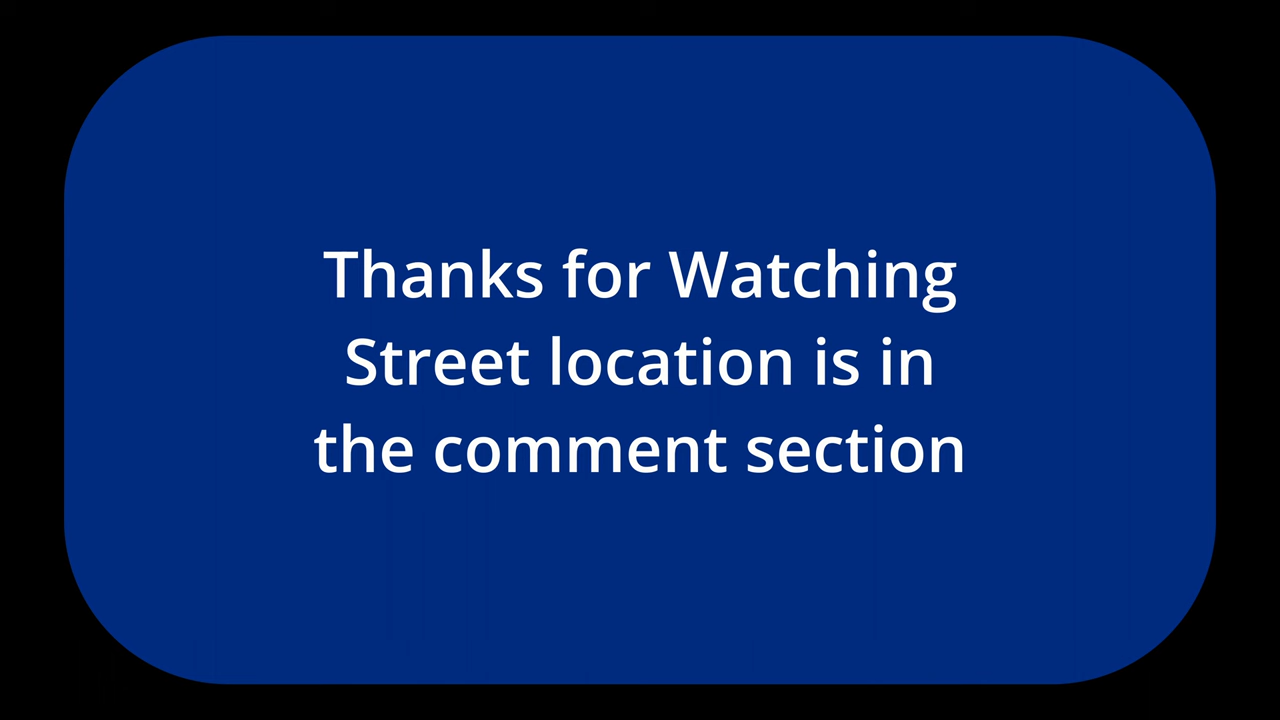 Thanks for Watching
Street location is in
the comment section